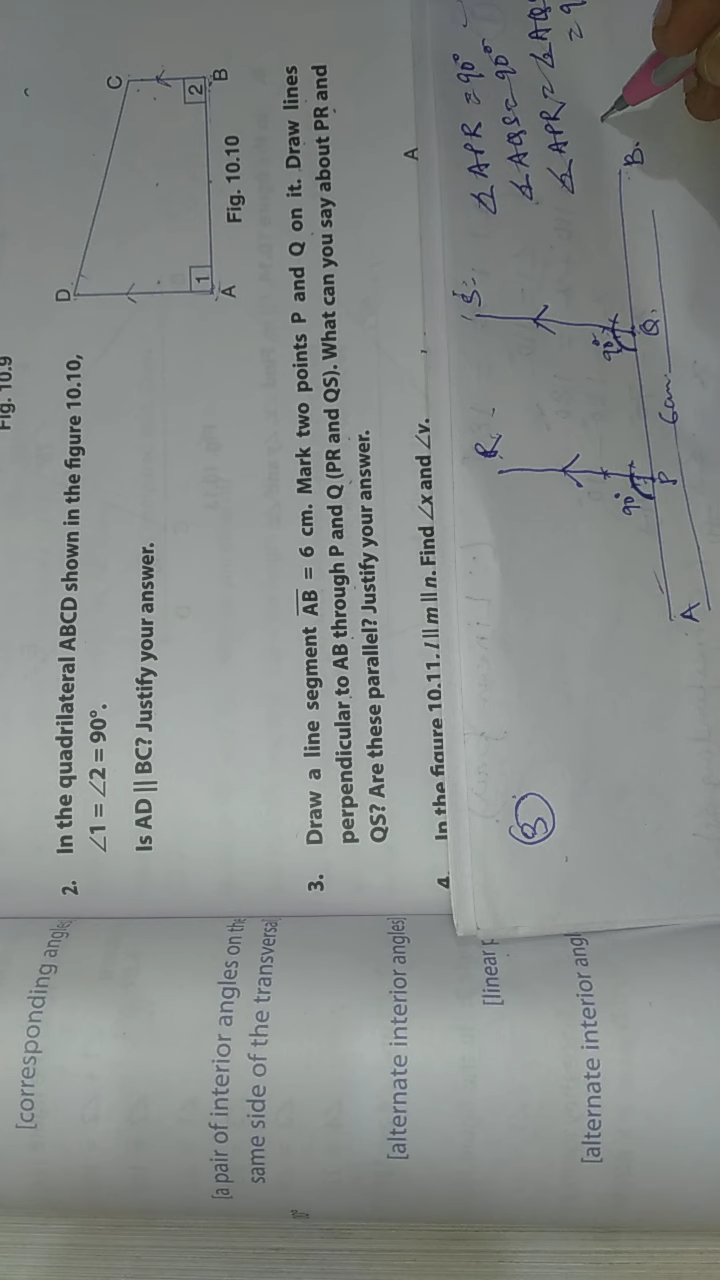 Fig. 10.9
2. In the quadrilateral ABCD shown in the figure 10.10,
∠1 = ∠2 = 90°.
Is AD || BC? Justify your answer.
D
C
1
2
A
B
Fig. 10.10
3. Draw a line segment AB = 6 cm. Mark two points P and Q on it. Draw lines
perpendicular to AB through P and Q (PR and QS). What can you say about PR and
QS? Are these parallel? Justify your answer.
4. In the figure 10.11, l || m || n. Find ∠x and ∠y.
A
[corresponding angles
[a pair of interior angles on the
same side of the transversal
[alternate interior angles]
[linear p
[alternate interior angl
3
R
S
90°
90°
A
P
Q
B
6cm
∠APR = 90°
∠AQS = 90°
∠APR = ∠AQS
= 9